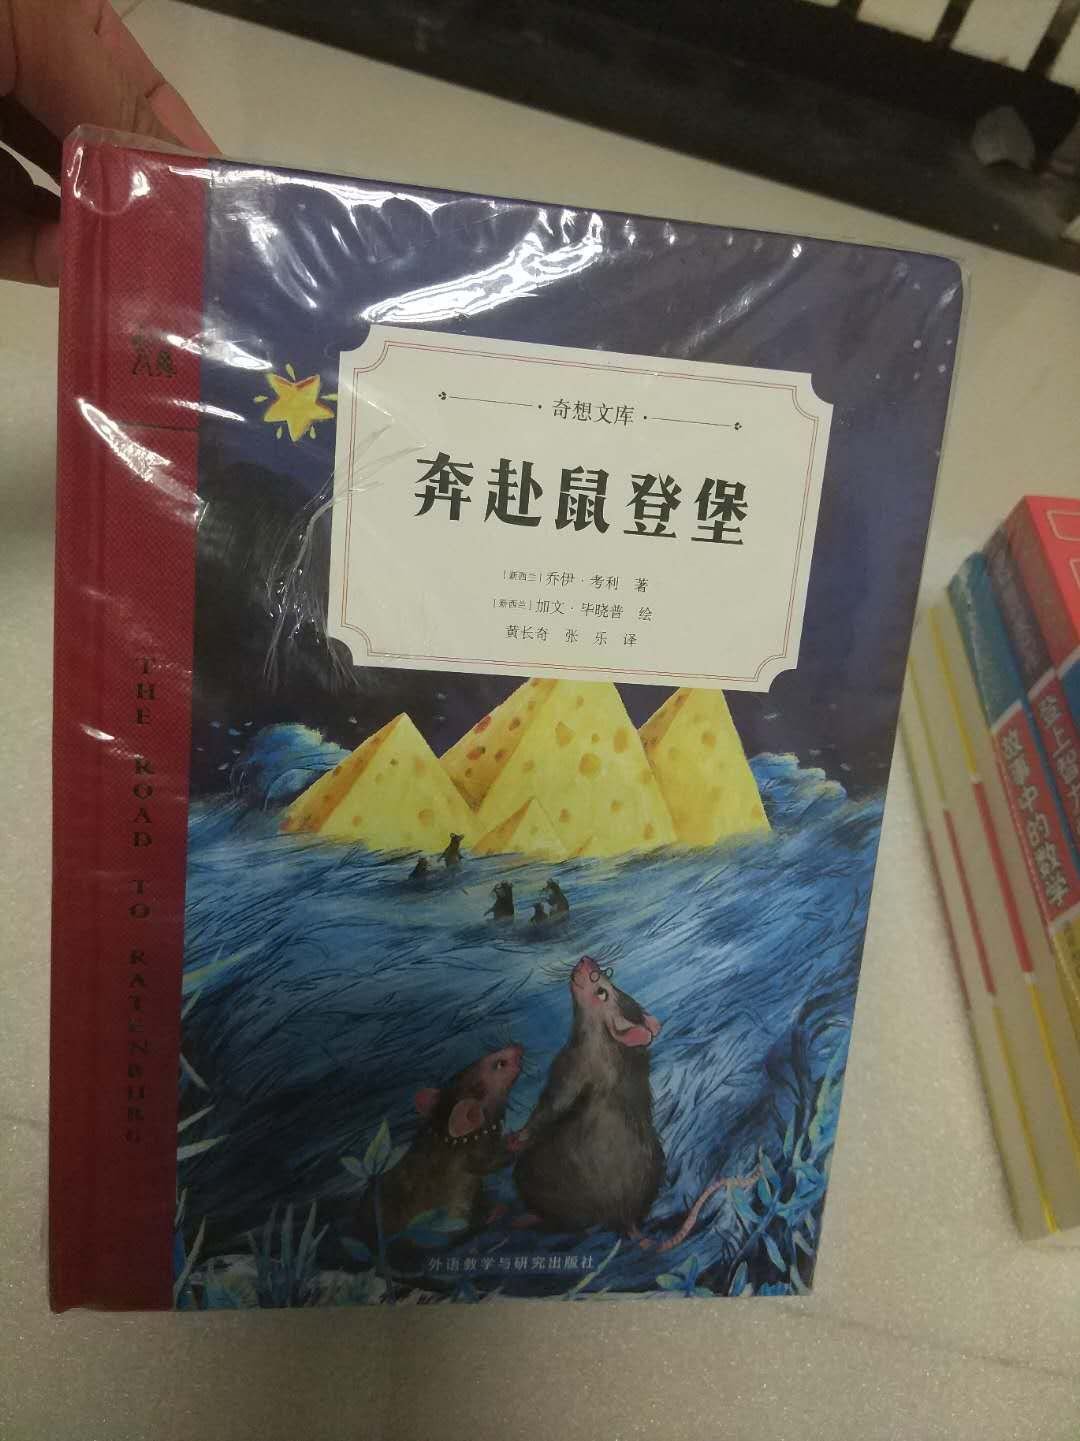 奇想文库
奔赴鼠登堡
[新西兰]乔伊·考利 著
[新西兰]加文·毕晓普 绘
黄长奇 张 乐 译
THE ROAD TO RATENBURG
外语教学与研究出版社
故事中的数学